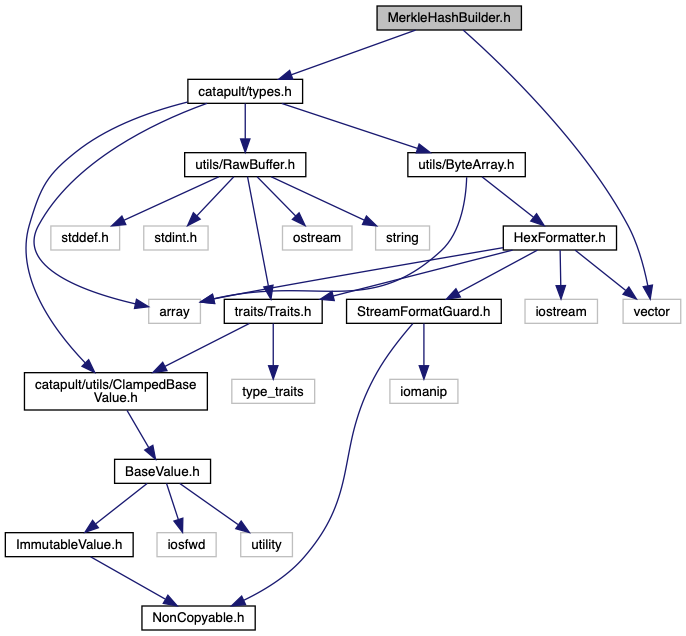 MerkleHashBuilder.h
catapult/types.h
utils/RawBuffer.h
utils/ByteArray.h
stddef.h
stdint.h
ostream
string
HexFormatter.h
array
traits/Traits.h
StreamFormatGuard.h
iostream
vector
catapult/utils/ClampedBase
Value.h
type_traits
iomanip
BaseValue.h
ImmutableValue.h
iosfwd
utility
NonCopyable.h